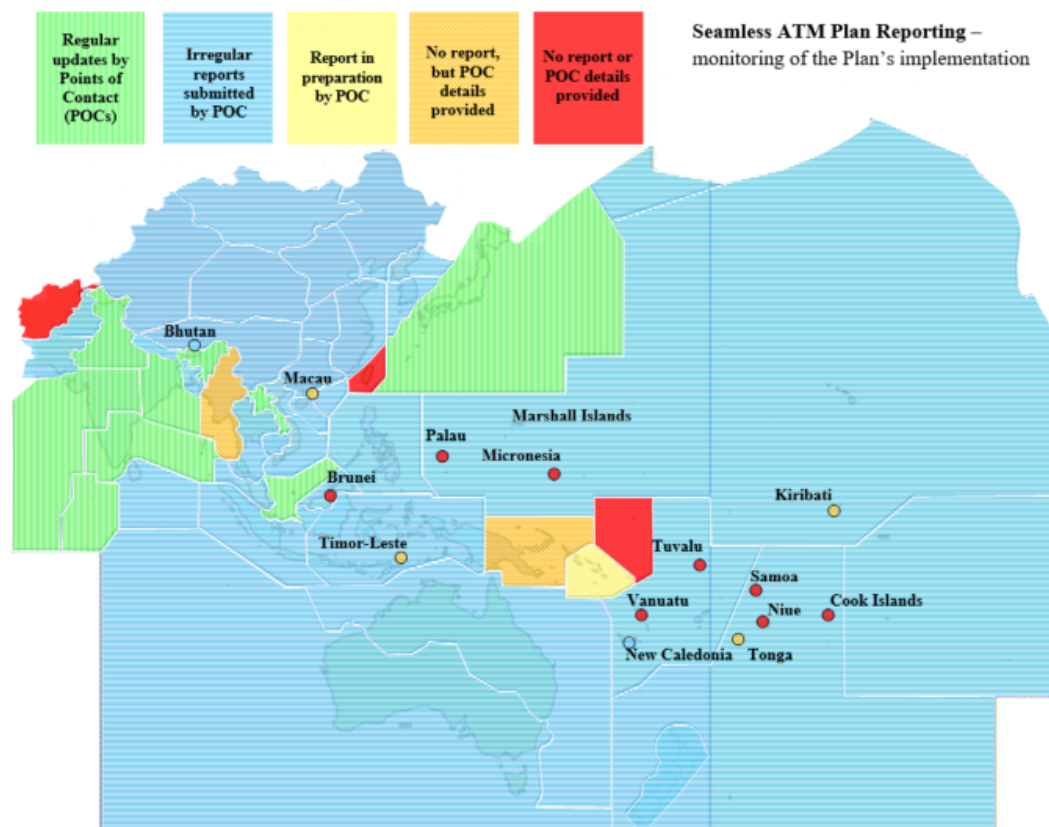 Regular
updates by
Points of
Contact
(POCs)
Irregular
reports
submitted
by POC
Report in
preparation
by POC
No report,
but POC
details
provided
No report or
POC details
provided
Seamless ATM Plan Reporting –
monitoring of the Plan's implementation
Bhutan
Macau
Marshall Islands
Palau
Micronesia
Brunei
Kiribati
Timor-Leste
Tuvalu
Samoa
Vanuatu
Niue
Cook Islands
New Caledonia
Tonga